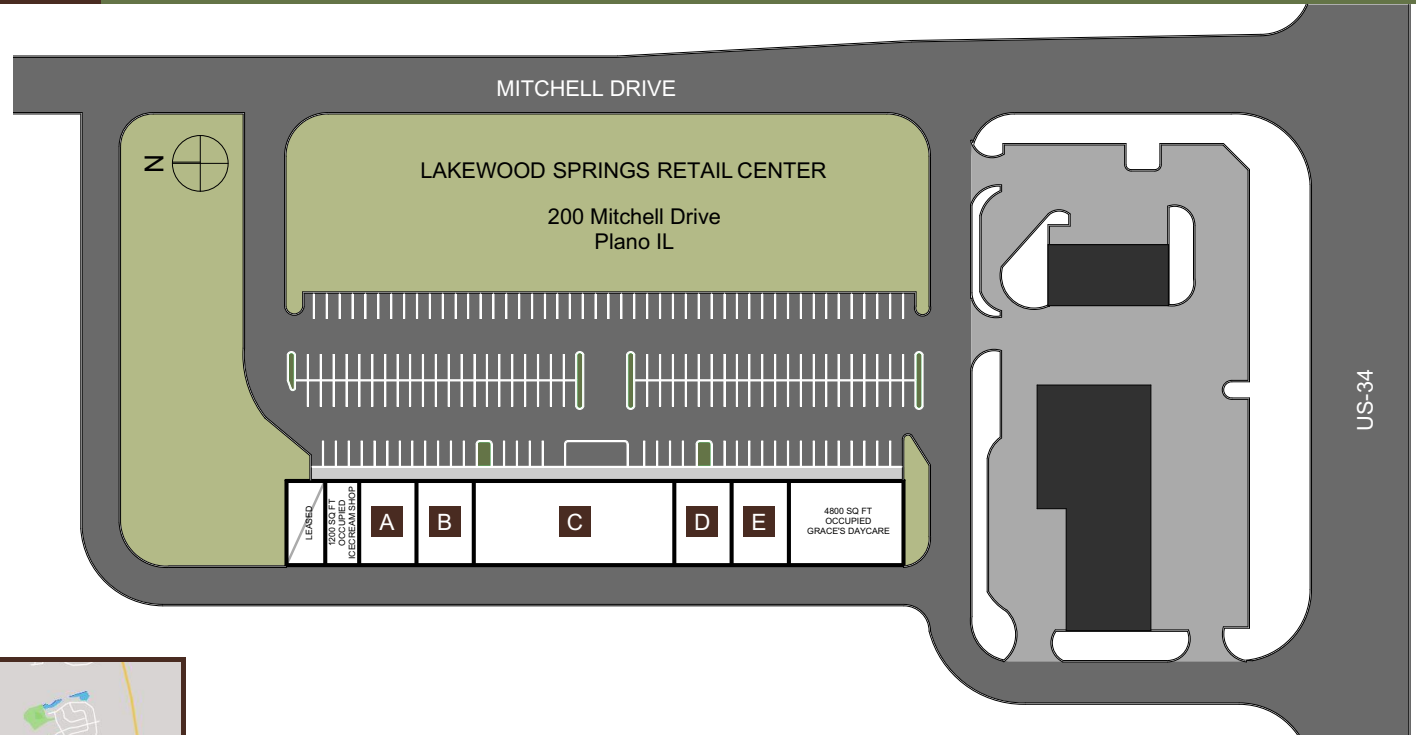 MITCHELL DRIVE
N
LAKEWOOD SPRINGS RETAIL CENTER
200 Mitchell Drive
Plano IL
US-34
LEASED
1200 SQ FT
OCCUPIED
ICECREAM SHOP
A
B
C
D
E
4800 SQ FT
OCCUPIED
GRACE'S DAYCARE